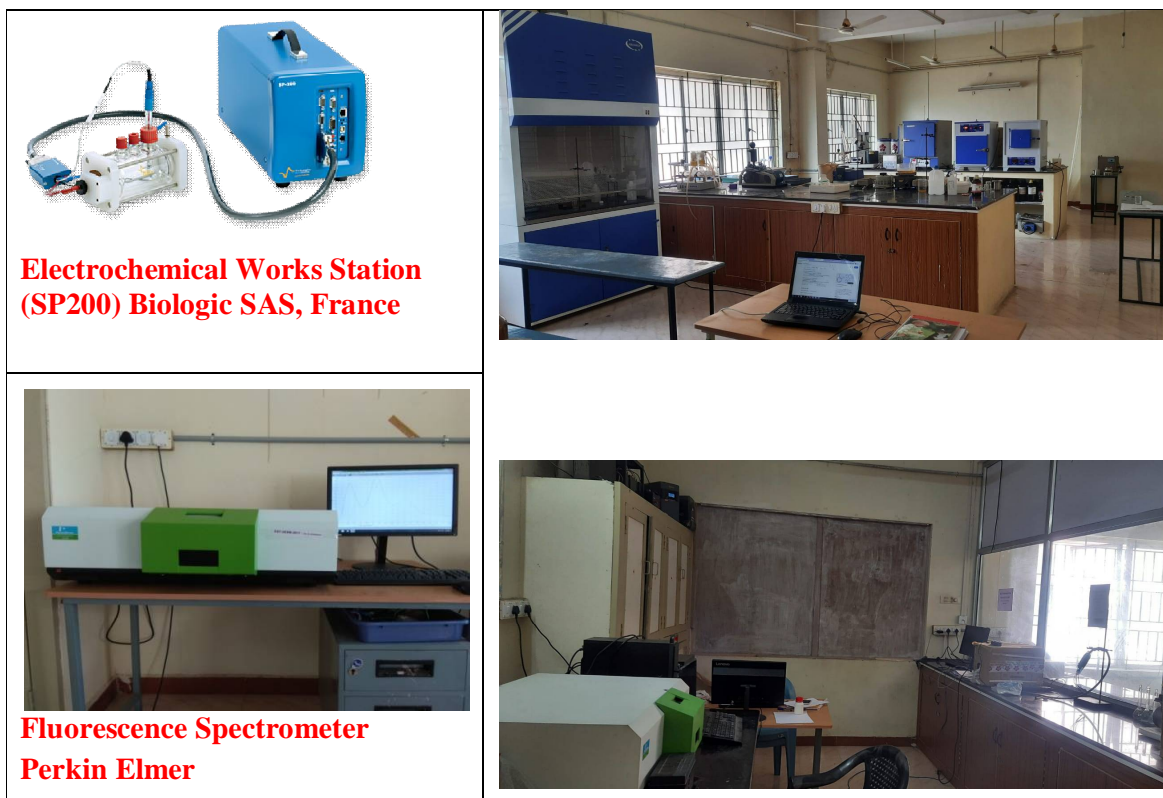 Electrochemical Works Station
(SP200) Biologic SAS, France
Fluorescence Spectrometer
Perkin Elmer